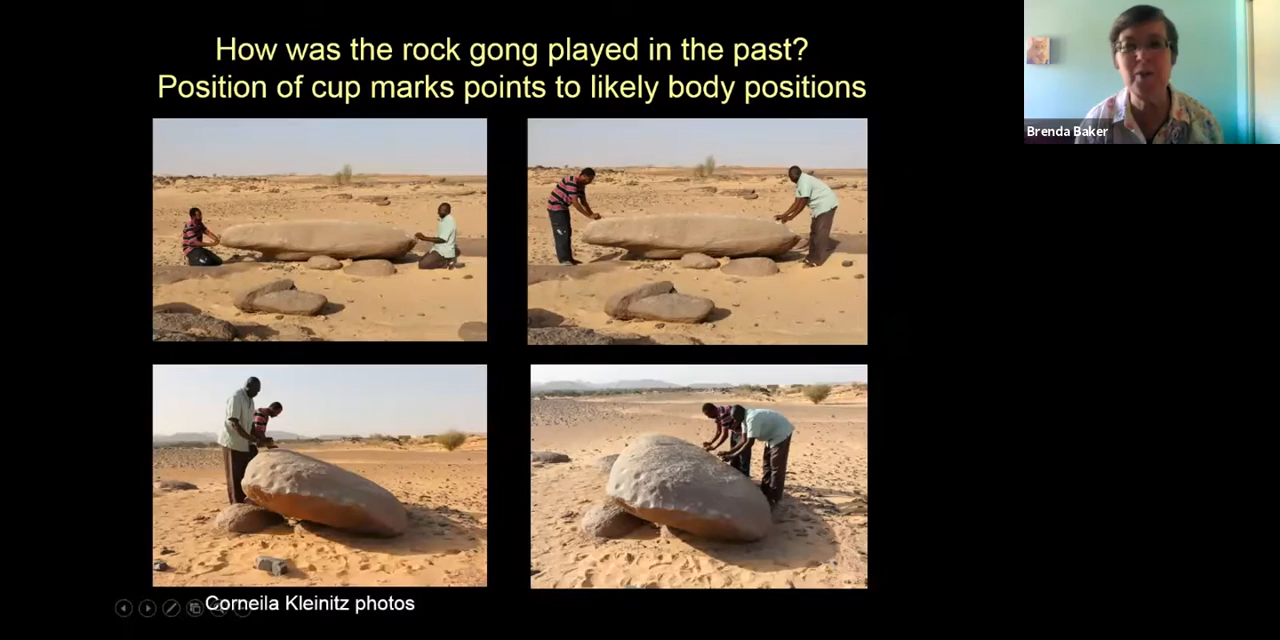 How was the rock gong played in the past?
Position of cup marks points to likely body positions
Brenda Baker
Corneila Kleinitz photos